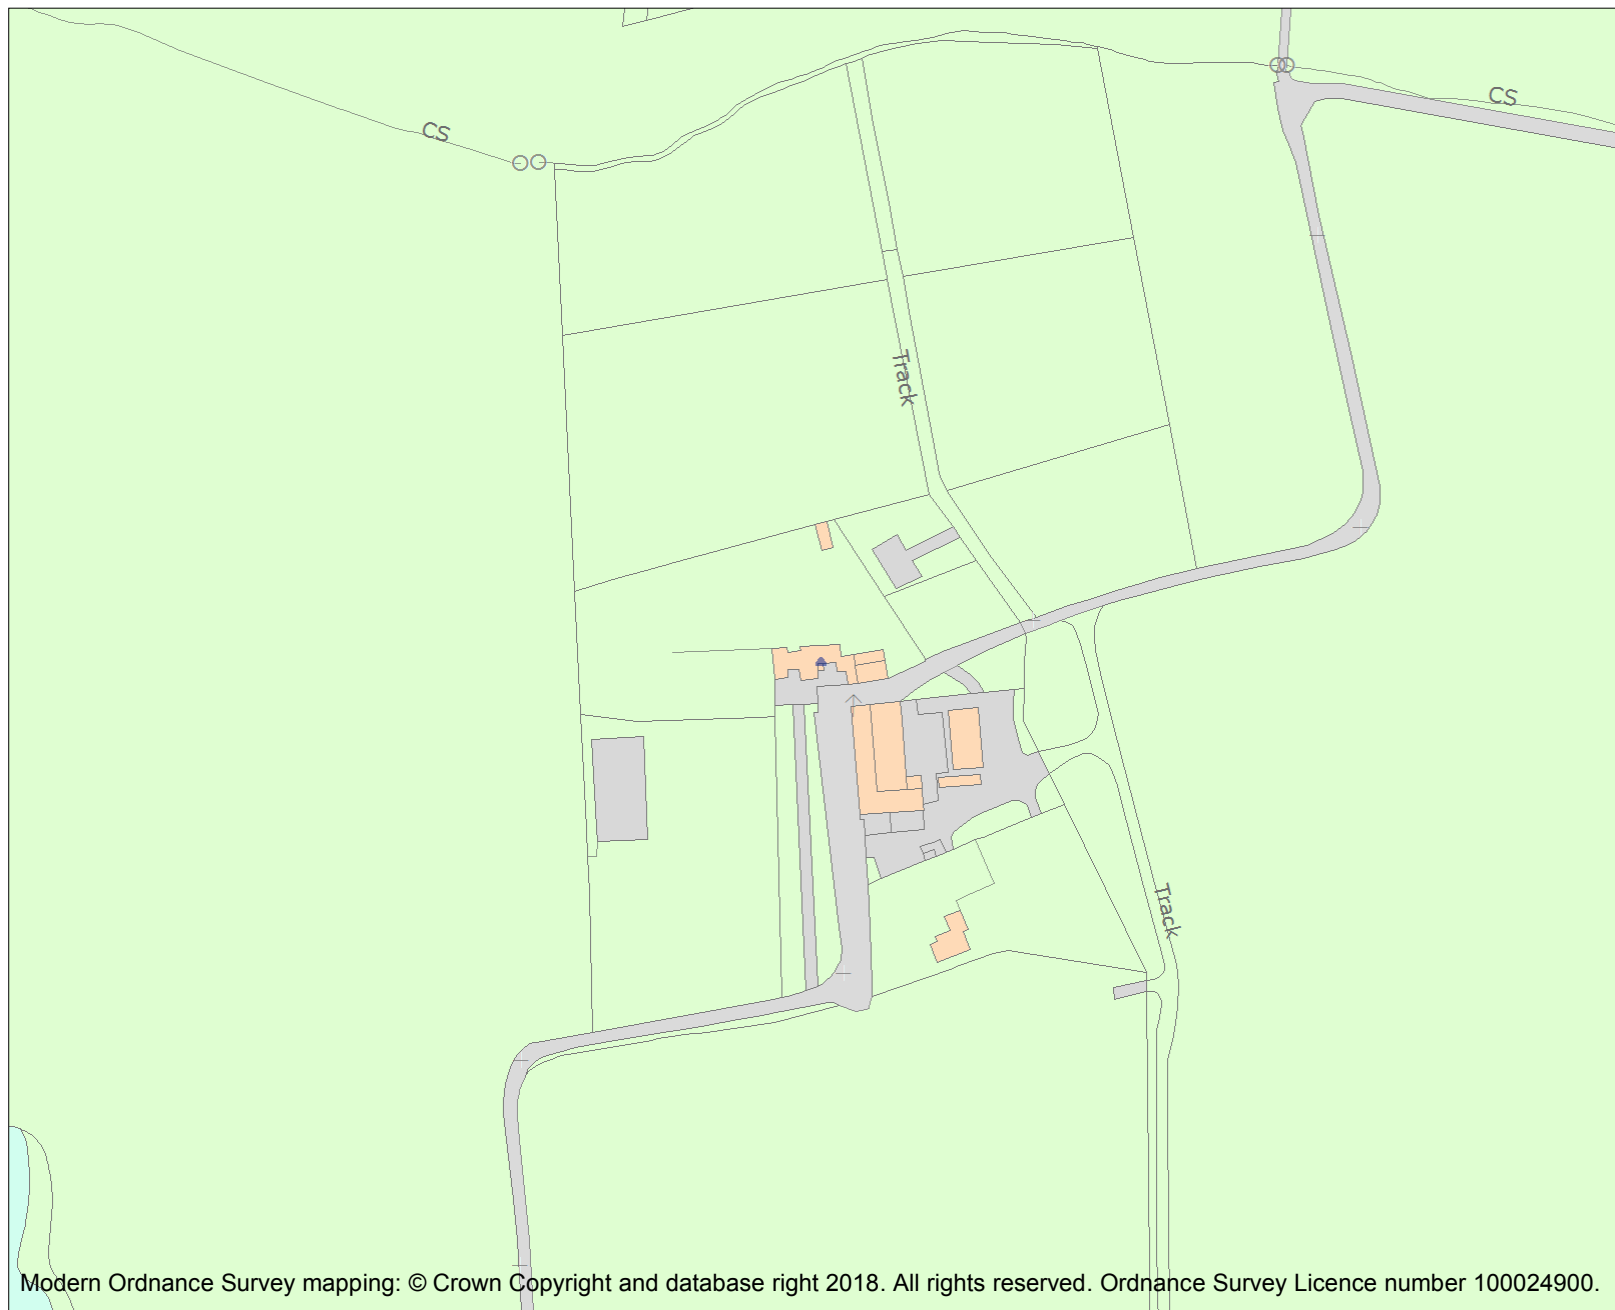 CS
CS
Track
Track
Modern Ordnance Survey mapping: © Crown Copyright and database right 2018. All rights reserved. Ordnance Survey Licence number 100024900.